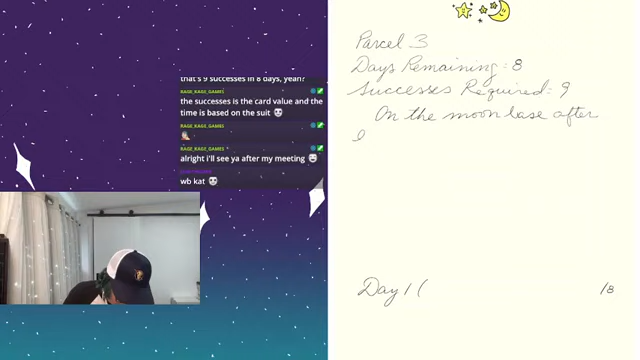 that's 9 successes in 8 days, yeah?
RAGE_KAGE_GAMES
the successes is the card value and the
time is based on the suit
RAGE_KAGE_GAMES
RAGE_KAGE_GAMES
alright i'll see ya after my meeting
wb kat
Parcel 3
Days Remaining: 8
Successes Required: 9
On the moon base after
Day 1 (
/8